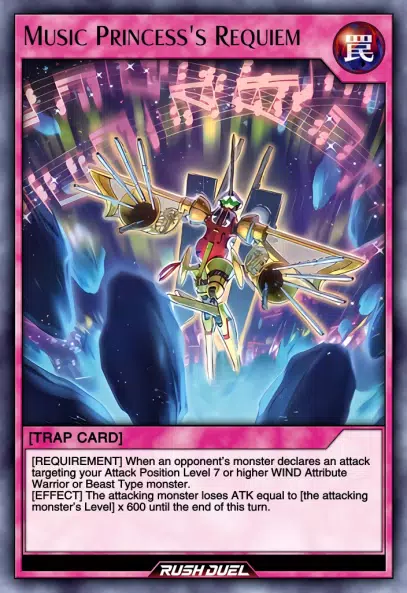 Music Princess's Requiem
罠
[TRAP CARD]
[REQUIREMENT] When an opponent's monster declares an attack
targeting your Attack Position Level 7 or higher WIND Attribute
Warrior or Beast Type monster.
[EFFECT] The attacking monster loses ATK equal to [the attacking
monster's Level] x 600 until the end of this turn.
RUSH DUEL